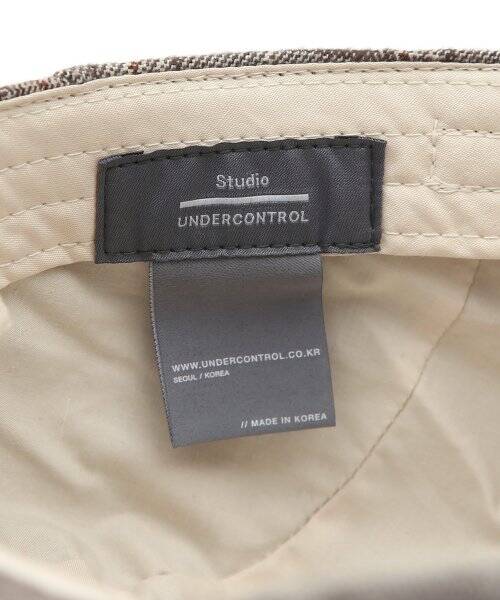 Studio
UNDERCONTROL
WWW.UNDERCONTROL.CO.KR
SEOUL / KOREA
// MADE IN KOREA